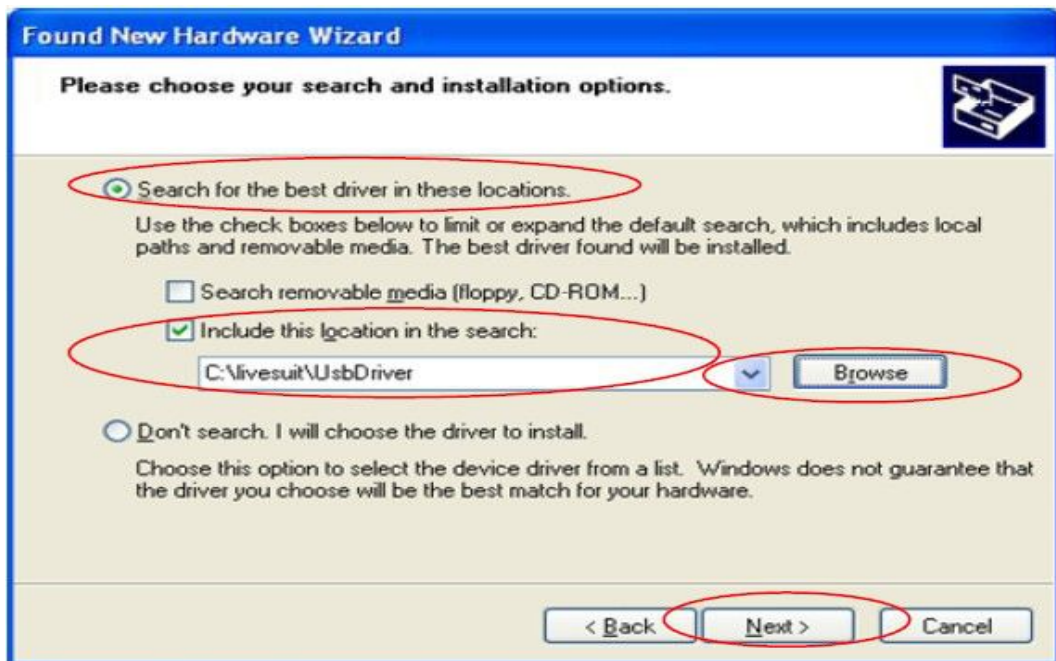 Found New Hardware Wizard
Please choose your search and installation options.
Search for the best driver in these locations.
Use the check boxes below to limit or expand the default search, which includes local
paths and removable media. The best driver found will be installed.
Search removable media (floppy, CD-ROM...)
Include this location in the search:
C:\livesuit\UsbDriver
Browse
Don't search. I will choose the driver to install.
Choose this option to select the device driver from a list. Windows does not guarantee that
the driver you choose will be the best match for your hardware.
< Back
Next >
Cancel